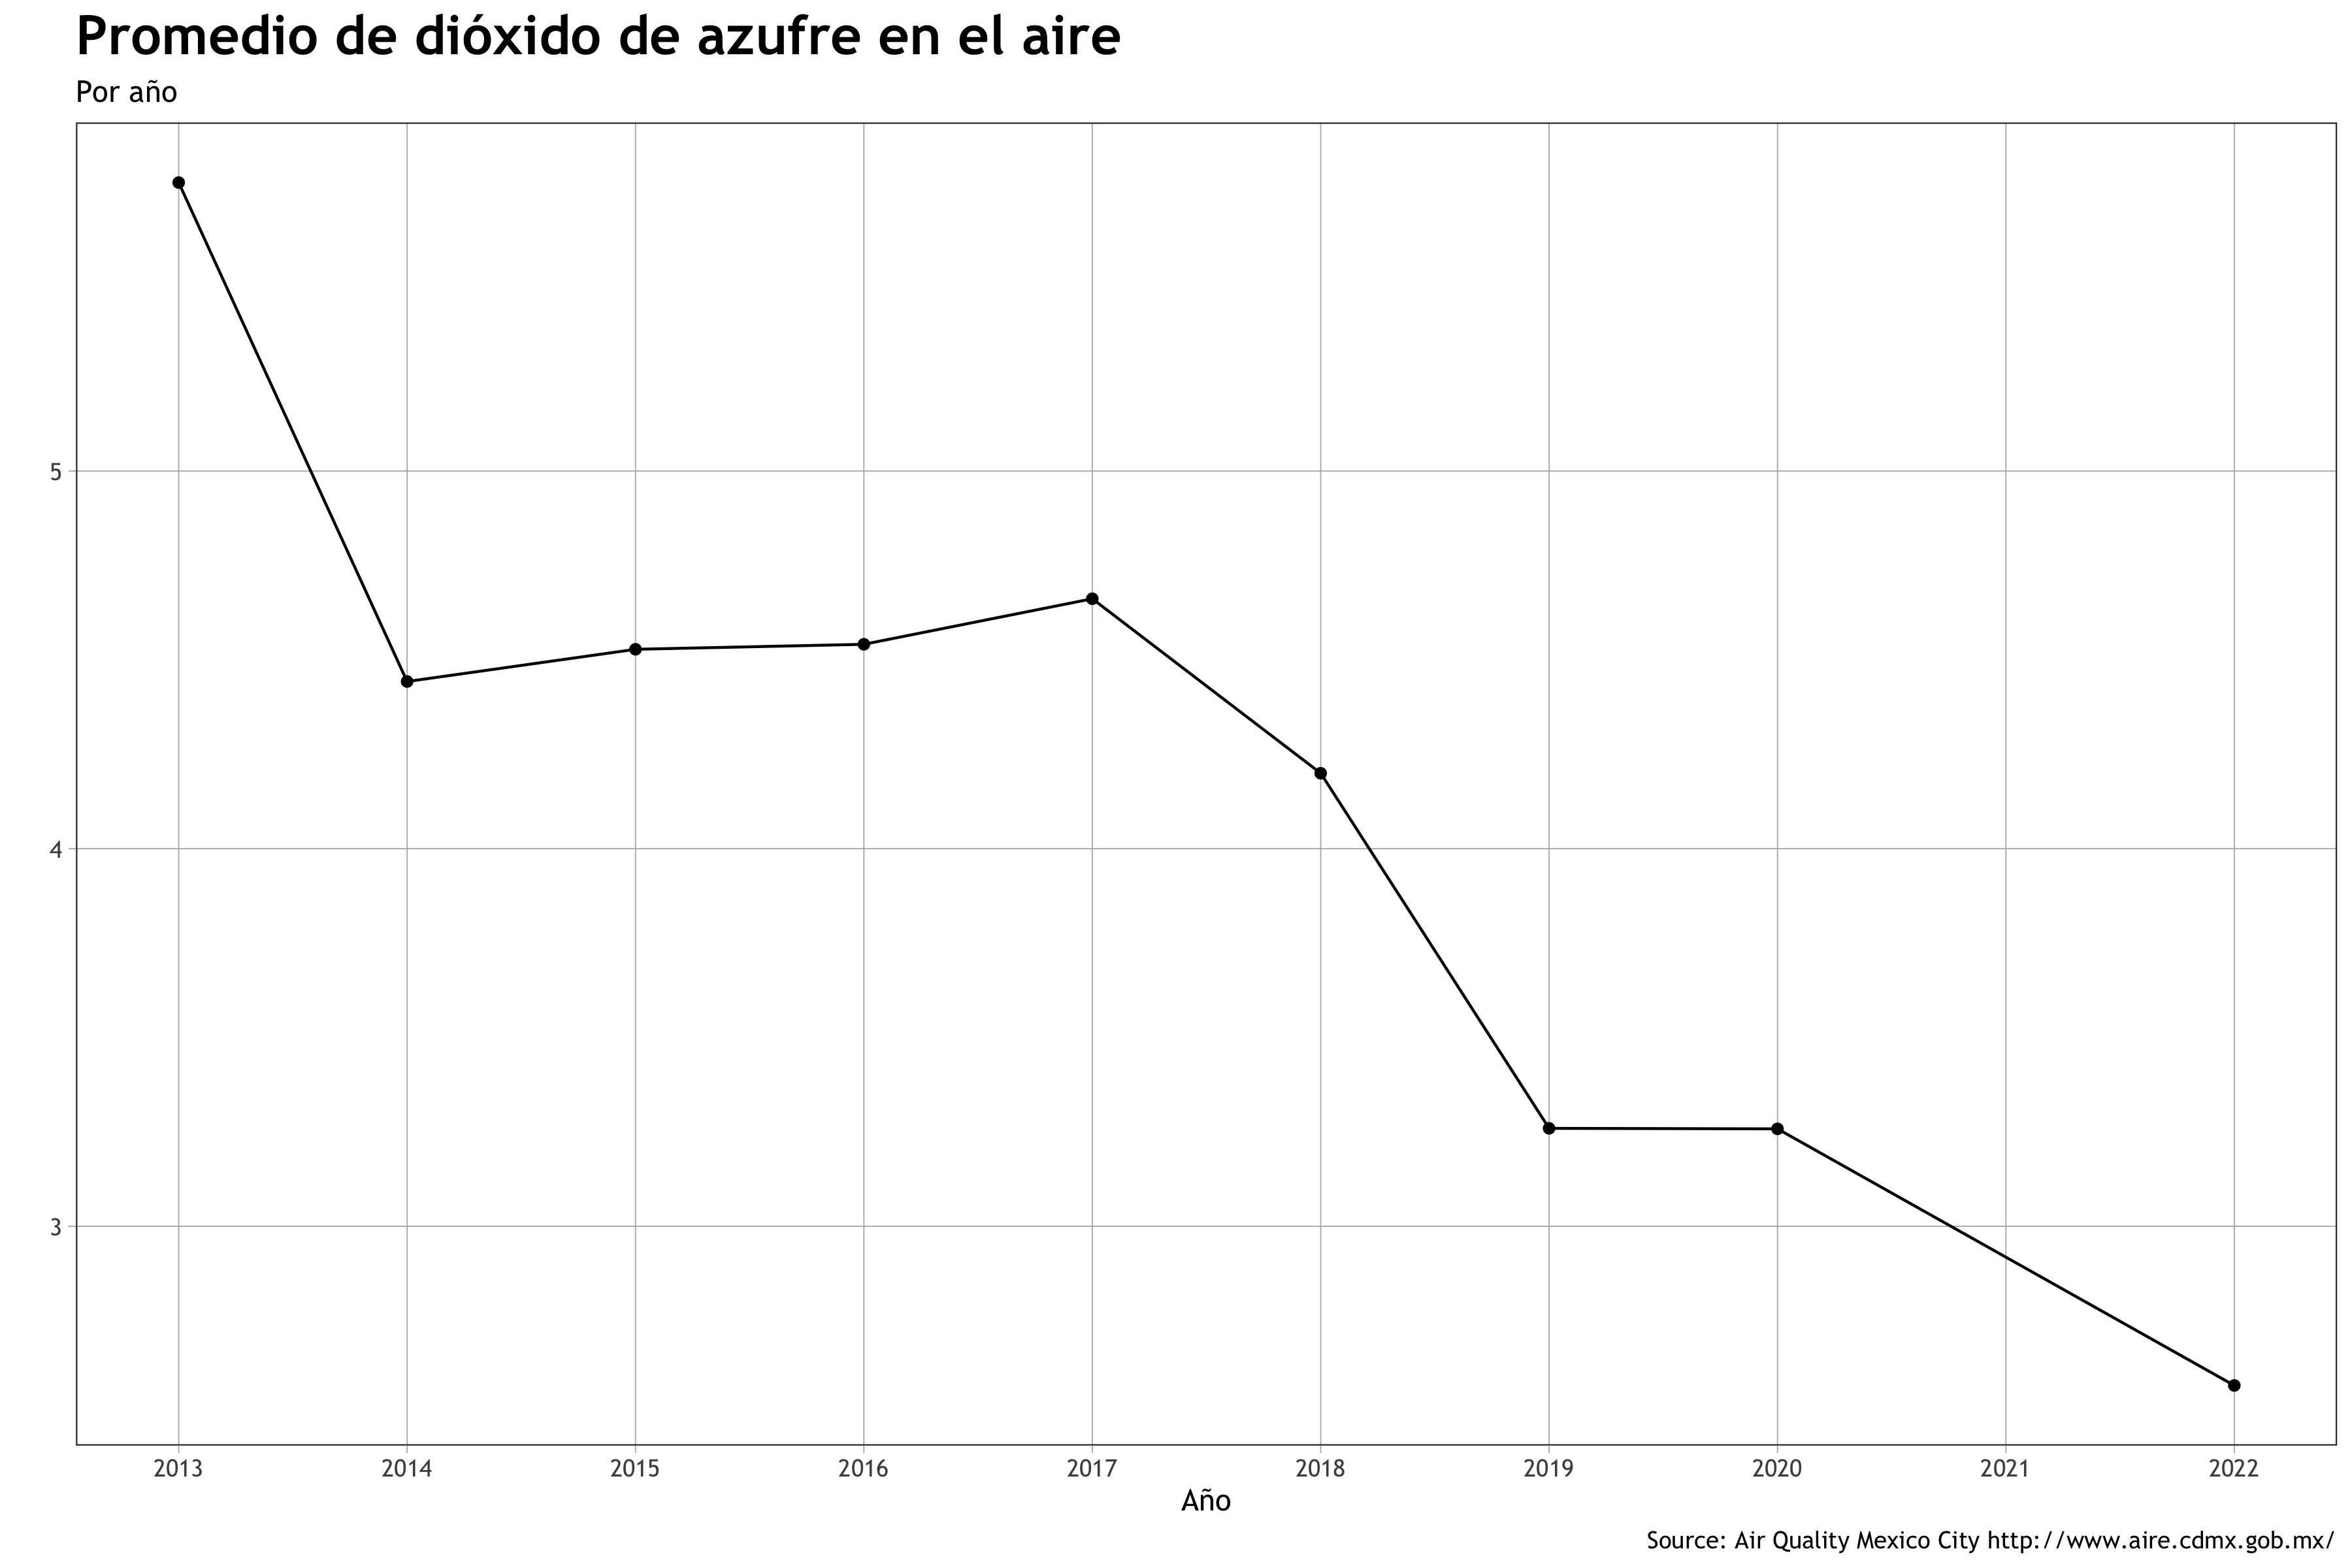 Promedio de dióxido de azufre en el aire
Por año
5
4
3
2013 2014 2015 2016 2017 2018 2019 2020 2021 2022
Año
Source: Air Quality Mexico City http://www.aire.cdmx.gob.mx/